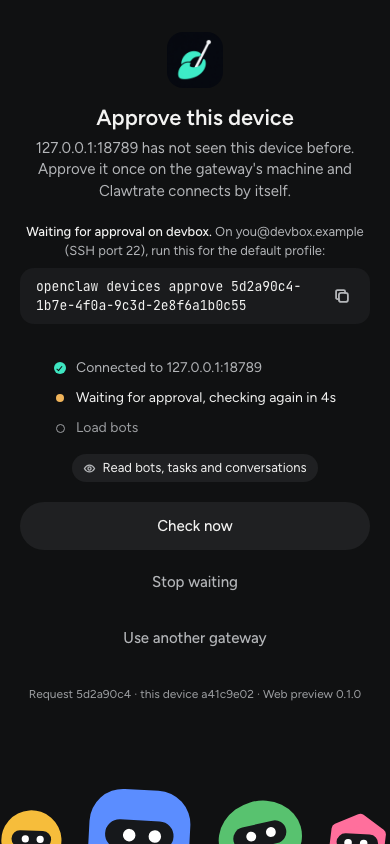 Approve this device
127.0.0.1:18789 has not seen this device before.
Approve it once on the gateway's machine and
Clawtrate connects by itself.
Waiting for approval on devbox. On you@devbox.example
(SSH port 22), run this for the default profile:
openclaw devices approve 5d2a90c4-
1b7e-4f0a-9c3d-2e8f6a1b0c55
Connected to 127.0.0.1:18789
Waiting for approval, checking again in 4s
Load bots
Read bots, tasks and conversations
Check now
Stop waiting
Use another gateway
Request 5d2a90c4 · this device a41c9e02 · Web preview 0.1.0